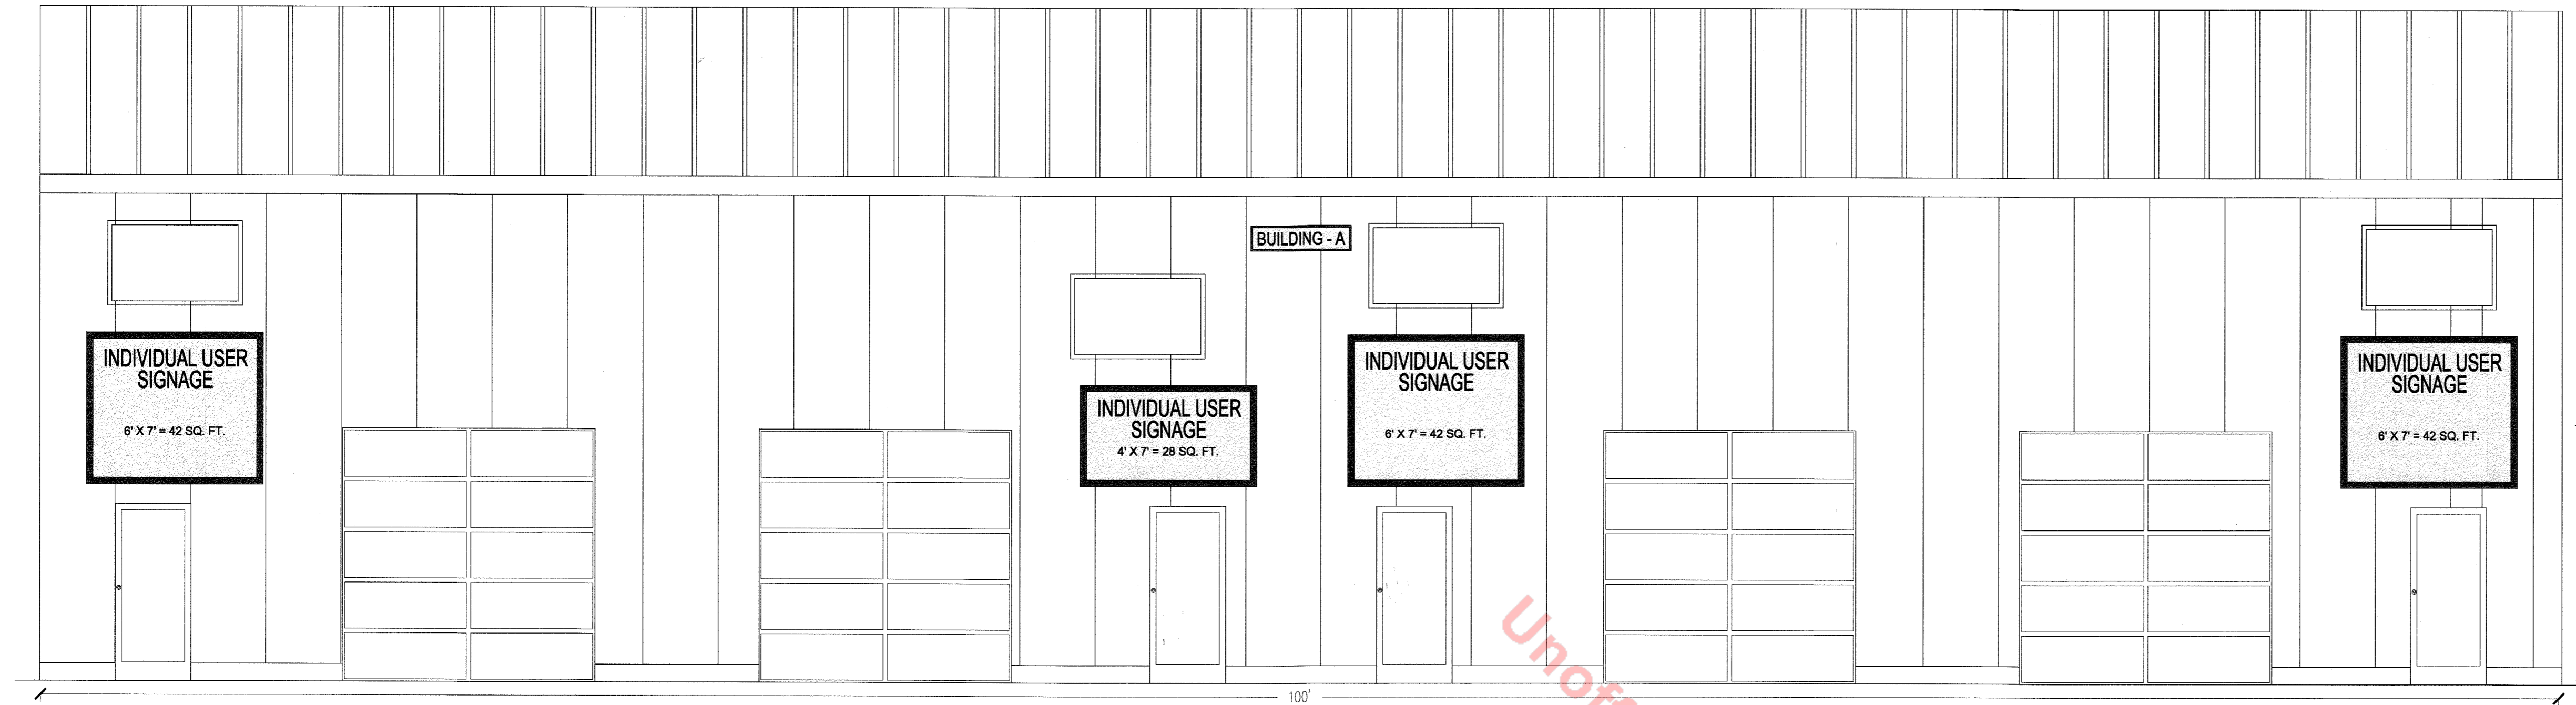 BUILDING - A
INDIVIDUAL USER
SIGNAGE
6' X 7' = 42 SQ. FT.
INDIVIDUAL USER
SIGNAGE
4' X 7' = 28 SQ. FT.
INDIVIDUAL USER
SIGNAGE
6' X 7' = 42 SQ. FT.
INDIVIDUAL USER
SIGNAGE
6' X 7' = 42 SQ. FT.
100'